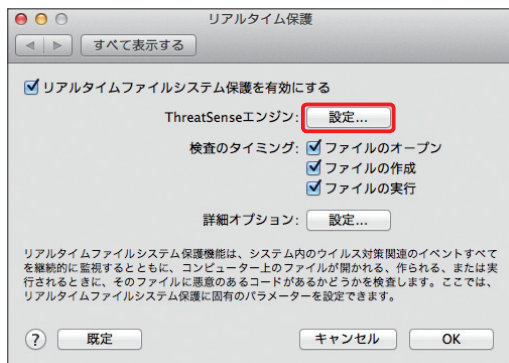 リアルタイム保護
すべて表示する
リアルタイムファイルシステム保護を有効にする
ThreatSenseエンジン: 設定...
検査のタイミング: ファイルのオープン
ファイルの作成
ファイルの実行
詳細オプション: 設定...
リアルタイムファイルシステム保護機能は、システム内のウイルス対策関連のイベントすべて
を継続的に監視するとともに、コンピューター上のファイルが開かれる、作られる、または実
行されるときに、そのファイルに悪意のあるコードがあるかどうかを検査します。ここでは、
リアルタイムファイルシステム保護に固有のパラメーターを設定できます。
? 既定 キャンセル OK